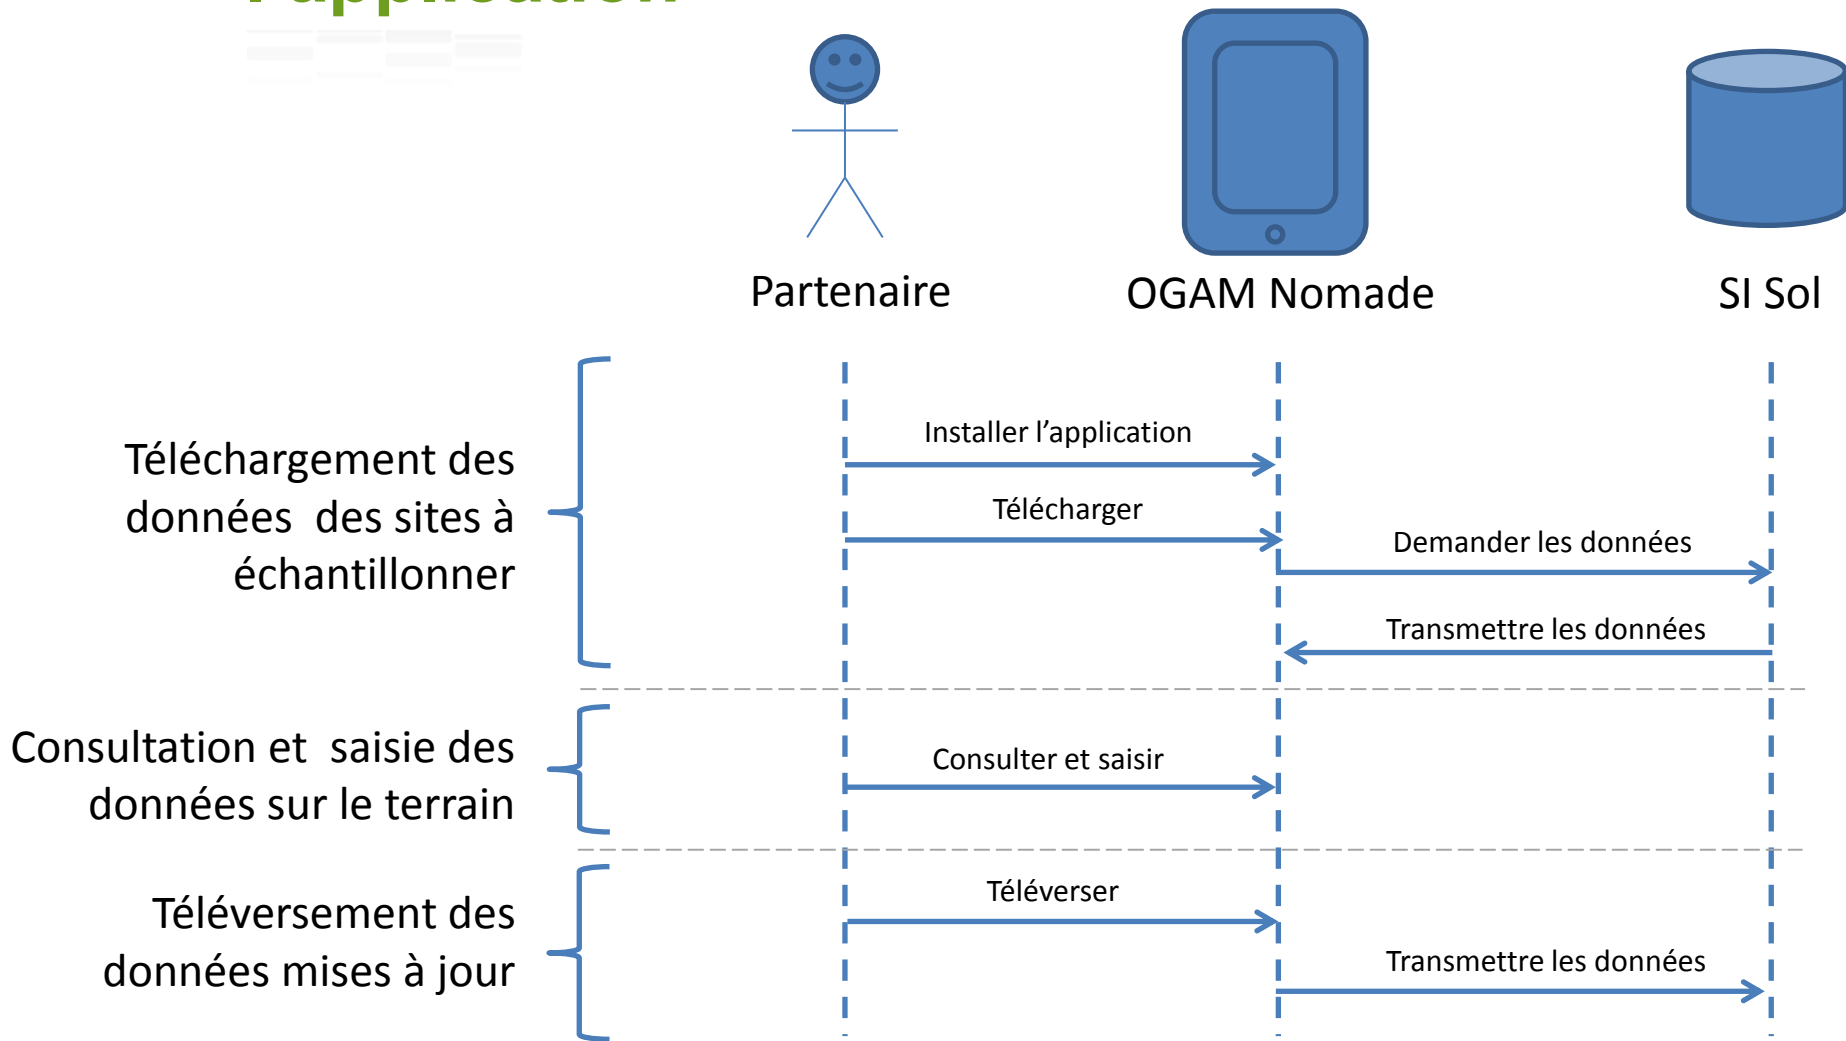 l'application
Partenaire
OGAM Nomade
SI Sol
Téléchargement des
données des sites à
échantillonner
Installer l’application
Télécharger
Demander les données
Transmettre les données
Consultation et saisie des
données sur le terrain
Consulter et saisir
Téléversement des
données mises à jour
Téléverser
Transmettre les données